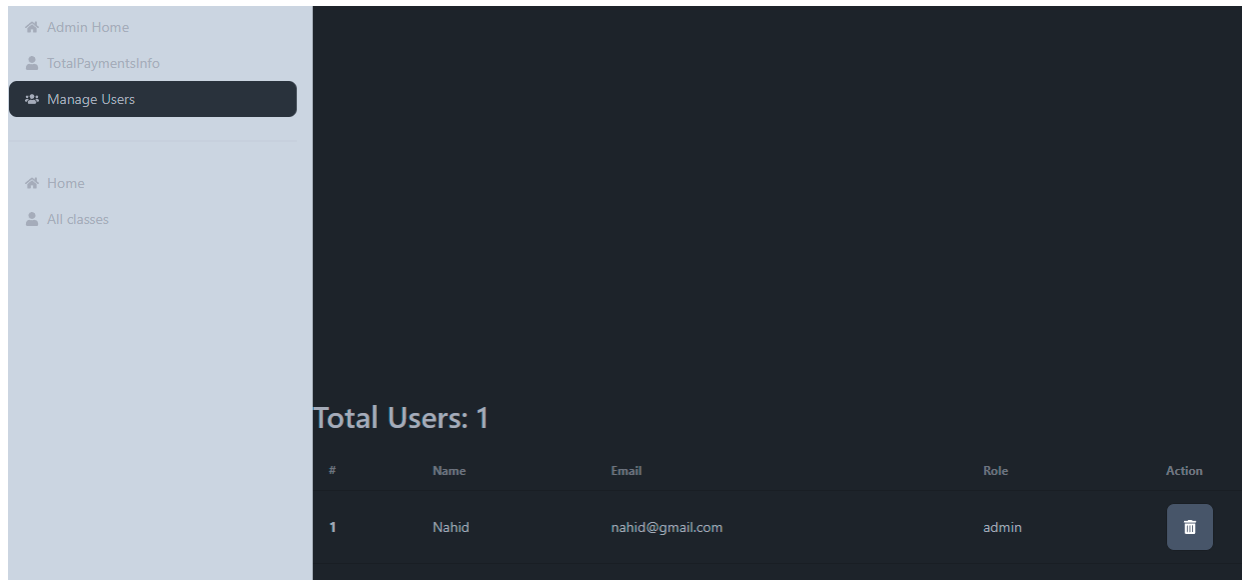 Admin Home
TotalPaymentsInfo
Manage Users
Home
All classes
Total Users: 1
# Name Email Role Action
1 Nahid nahid@gmail.com admin